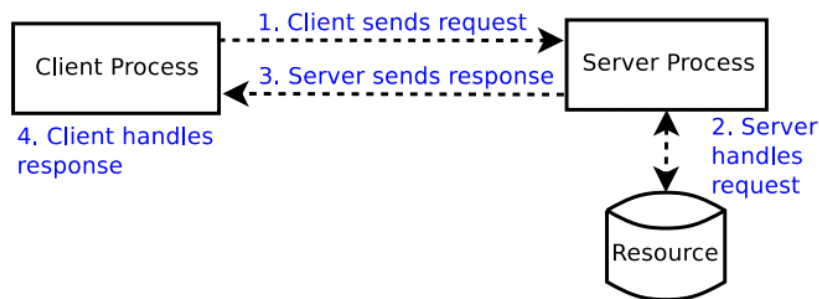 1. Client sends request
Client Process
Server Process
3. Server sends response
4. Client handles
response
2. Server
handles
request
Resource